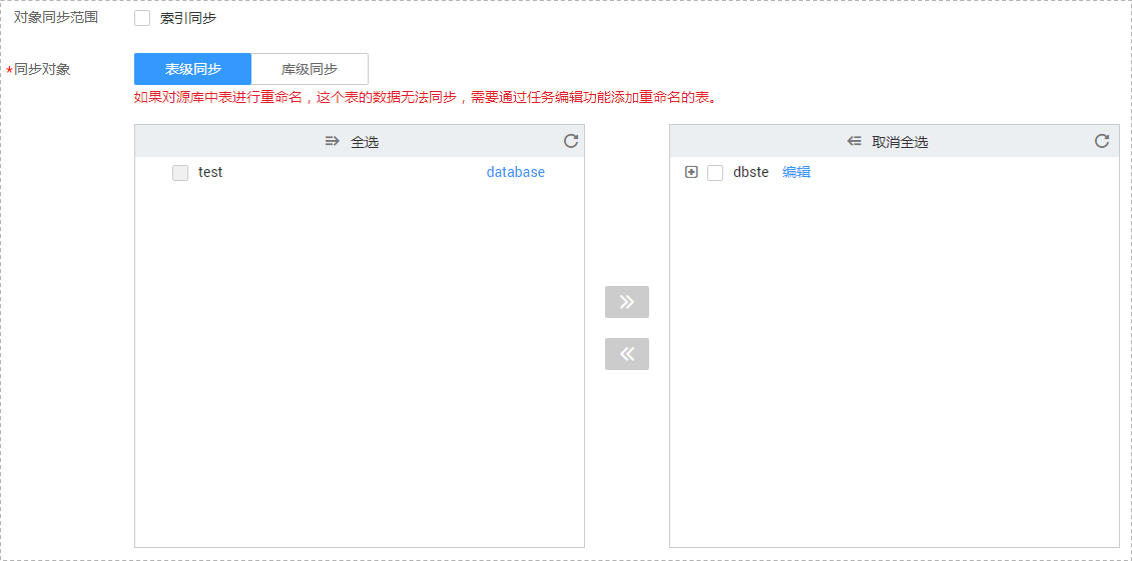 对象同步范围 索引同步
*同步对象 表级同步 库级同步
如果对源库中表进行重命名，这个表的数据无法同步，需要通过任务编辑功能添加重命名的表。
全选 取消全选
test database dbste 编辑